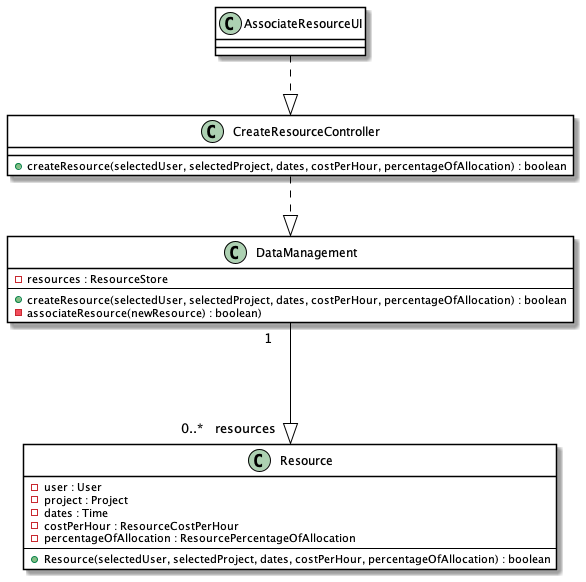 C AssociateResourceUI
C CreateResourceController
createResource(selectedUser, selectedProject, dates, costPerHour, percentageOfAllocation) : boolean
C DataManagement
resources : ResourceStore
createResource(selectedUser, selectedProject, dates, costPerHour, percentageOfAllocation) : boolean
associateResource(newResource) : boolean)
1
0..* resources
C Resource
user : User
project : Project
dates : Time
costPerHour : ResourceCostPerHour
percentageOfAllocation : ResourcePercentageOfAllocation
Resource(selectedUser, selectedProject, dates, costPerHour, percentageOfAllocation) : boolean